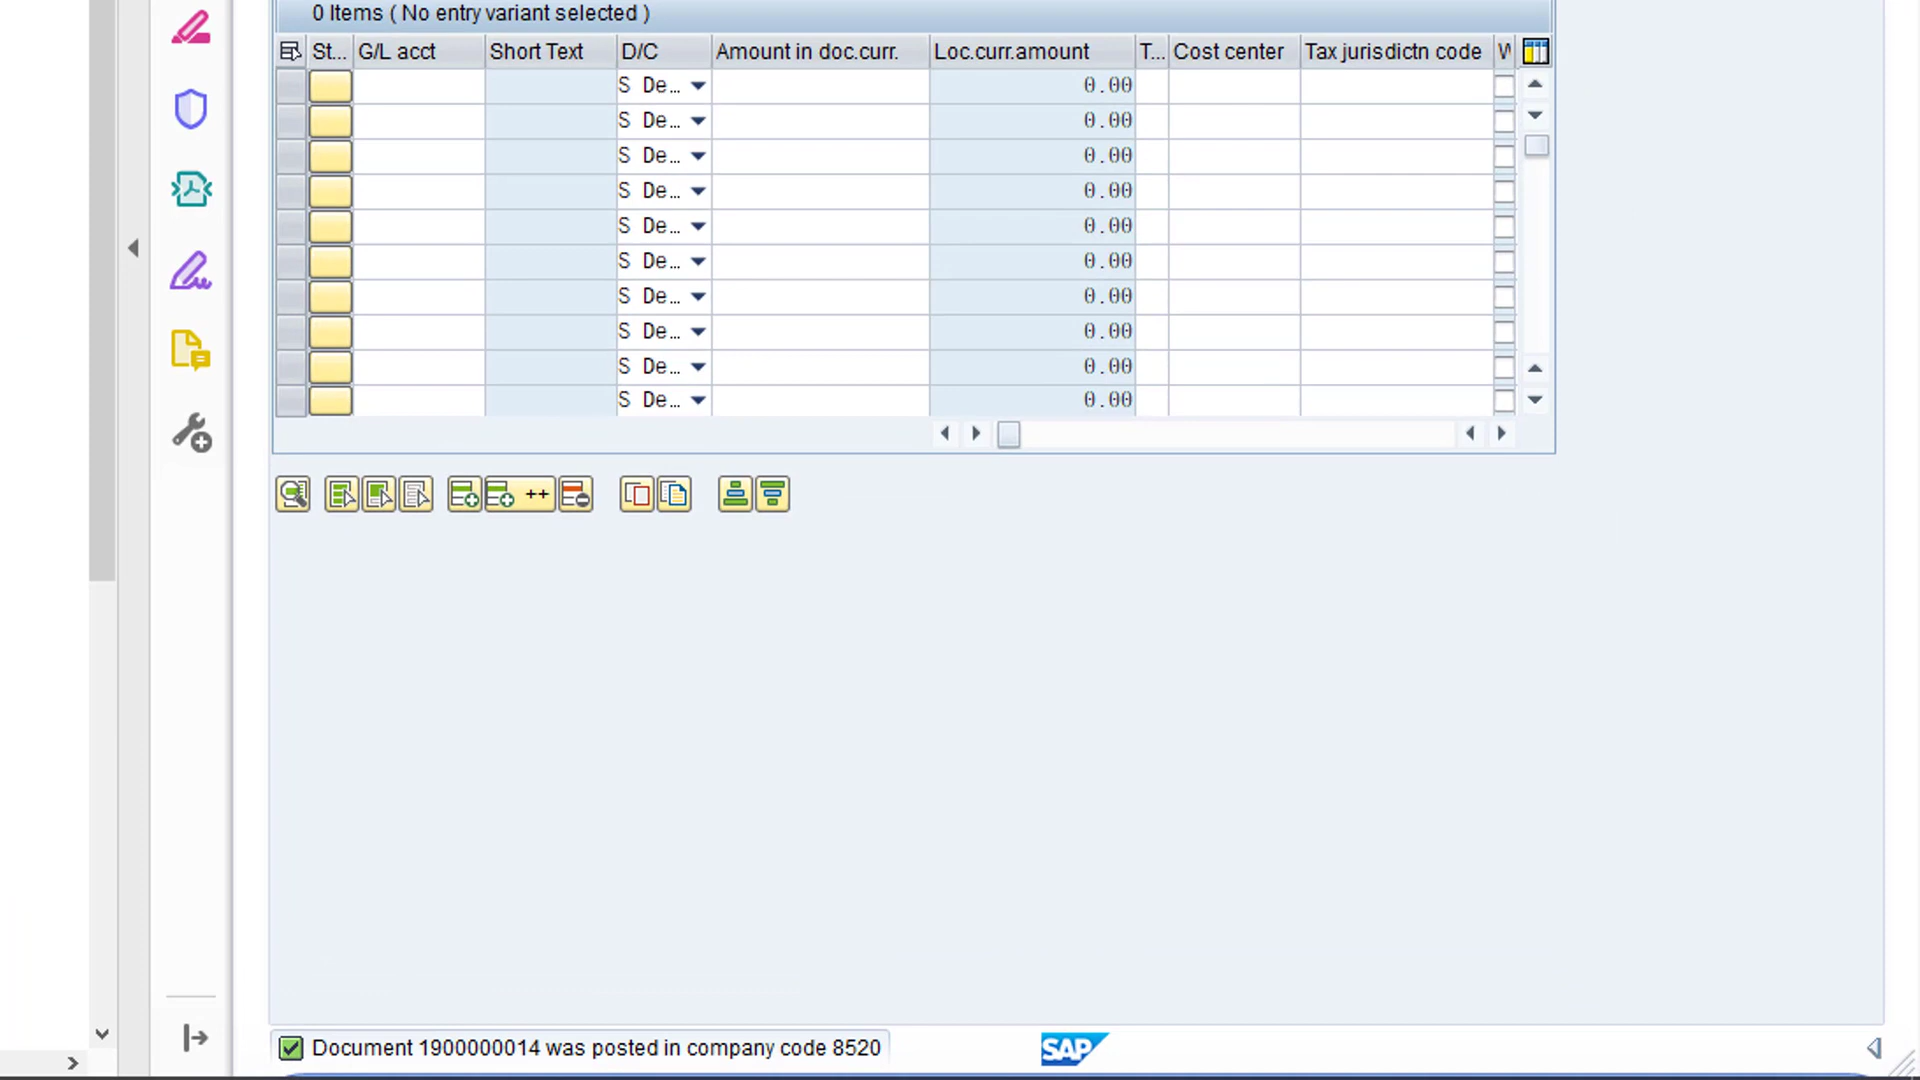 0 Items ( No entry variant selected )
St... G/L acct Short Text D/C Amount in doc.curr. Loc.curr.amount T... Cost center Tax jurisdictn code W
S De... 0.00
S De... 0.00
S De... 0.00
S De... 0.00
S De... 0.00
S De... 0.00
S De... 0.00
S De... 0.00
S De... 0.00
S De... 0.00
++
Document 1900000014 was posted in company code 8520
SAP